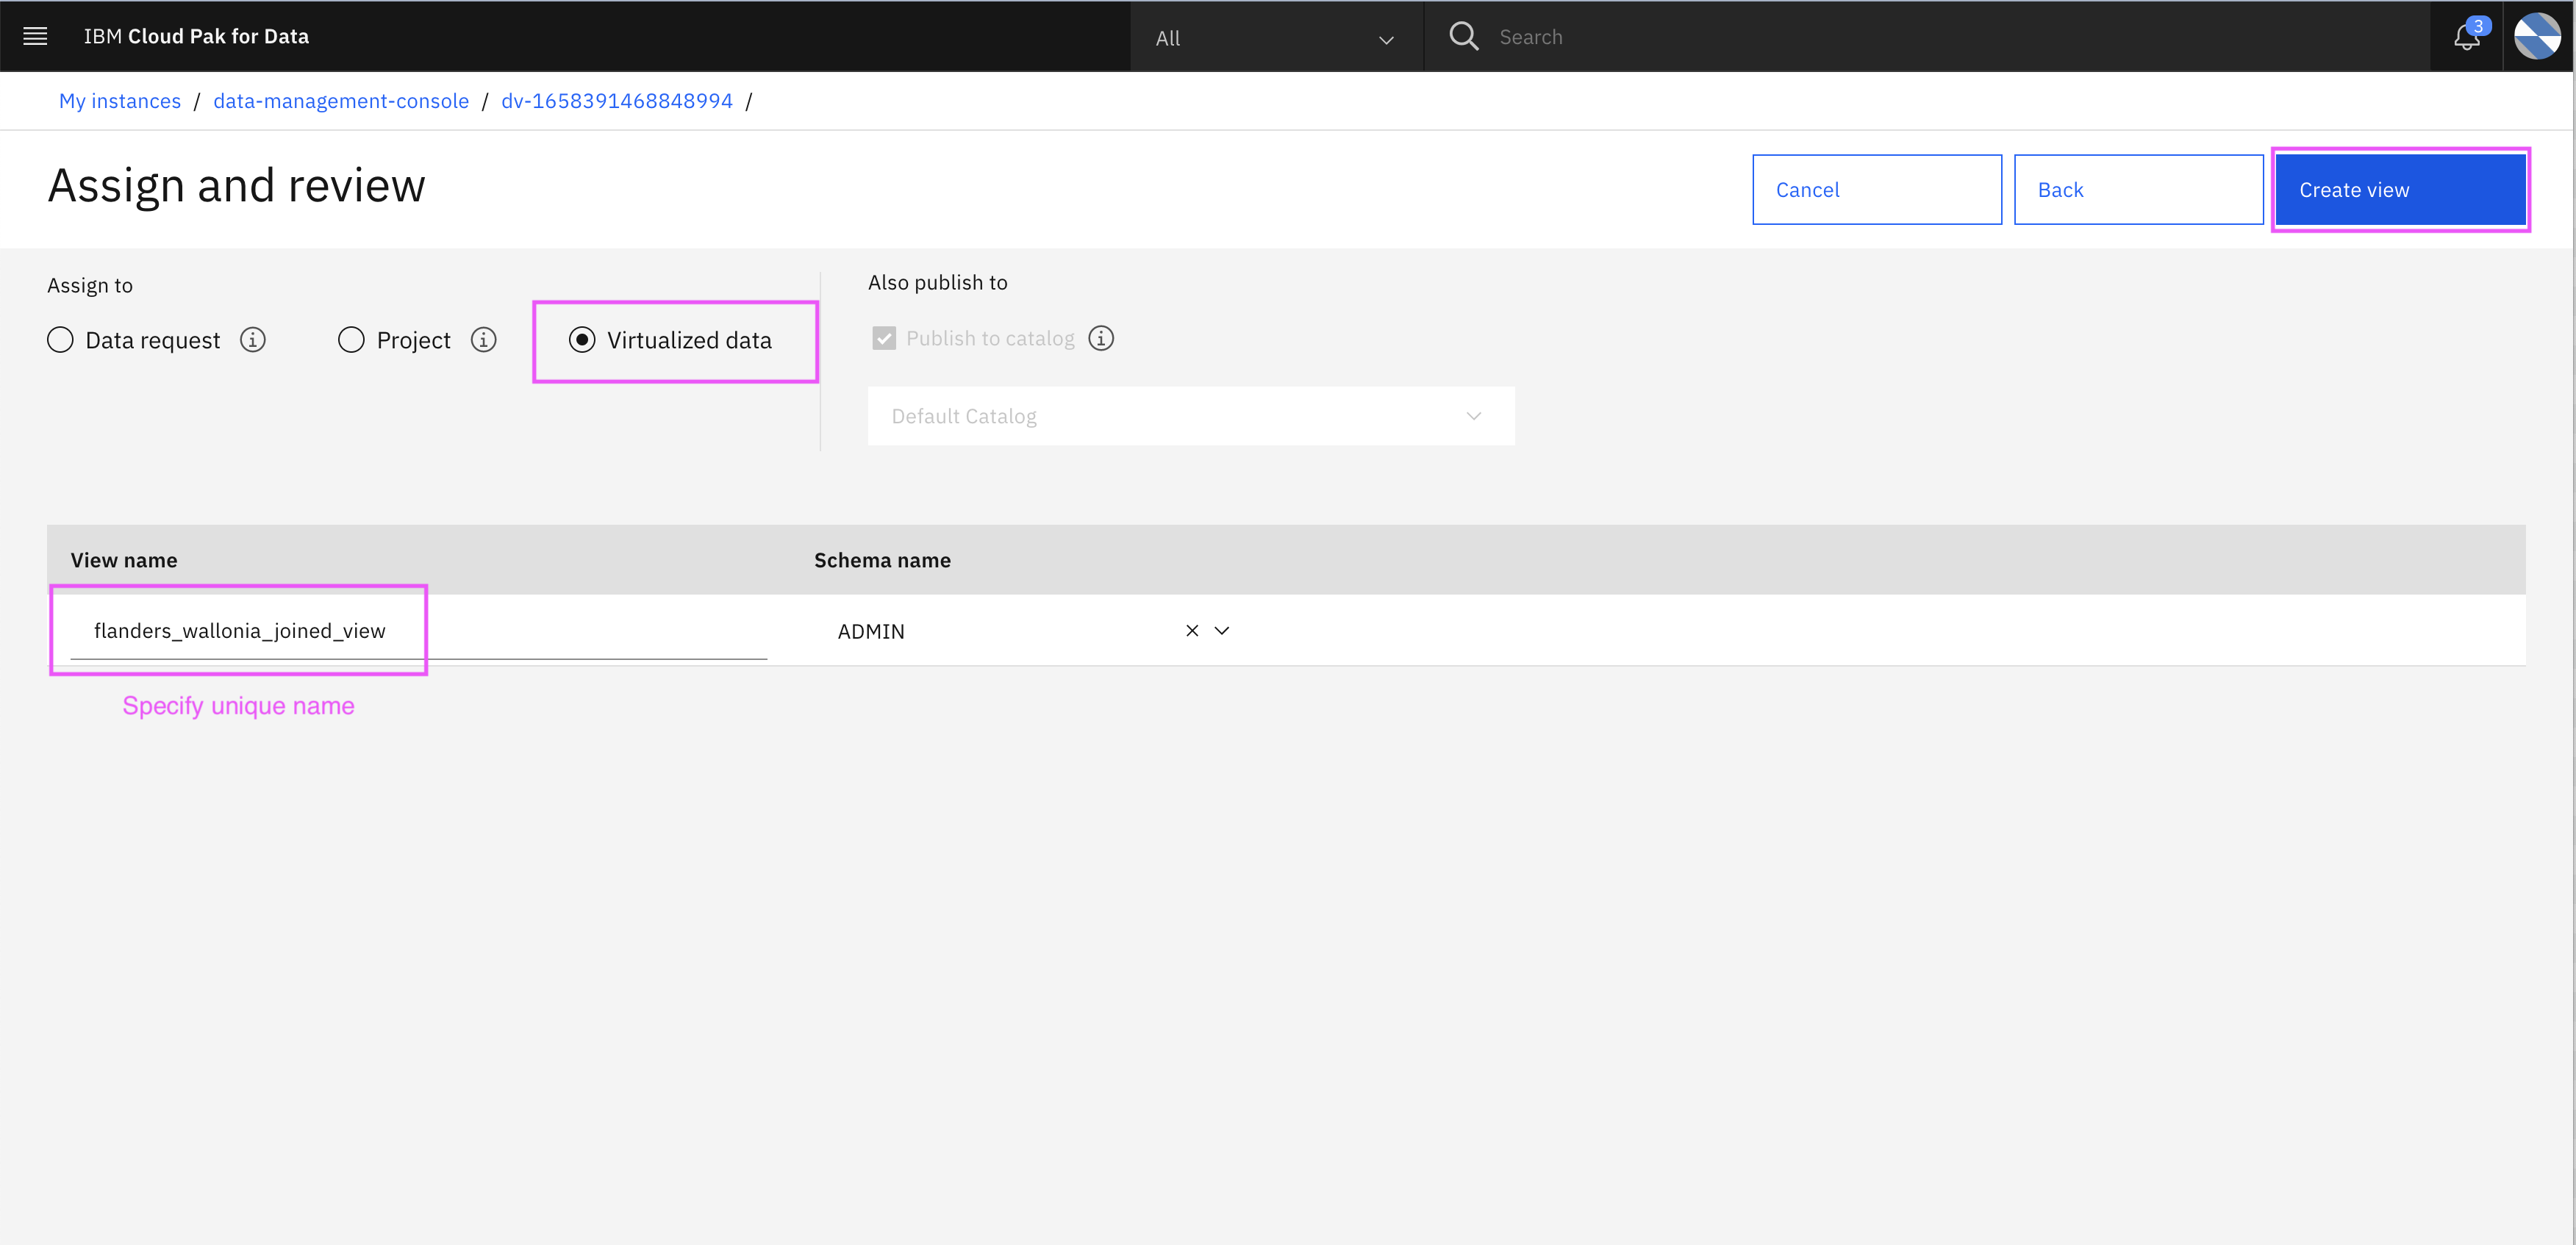 IBM Cloud Pak for Data
All
Search
3
My instances / data-management-console / dv-1658391468848994 /
Assign and review
Cancel
Back
Create view
Assign to
Data request
Project
Virtualized data
Also publish to
Publish to catalog
Default Catalog
View name
Schema name
flanders_wallonia_joined_view
ADMIN
Specify unique name